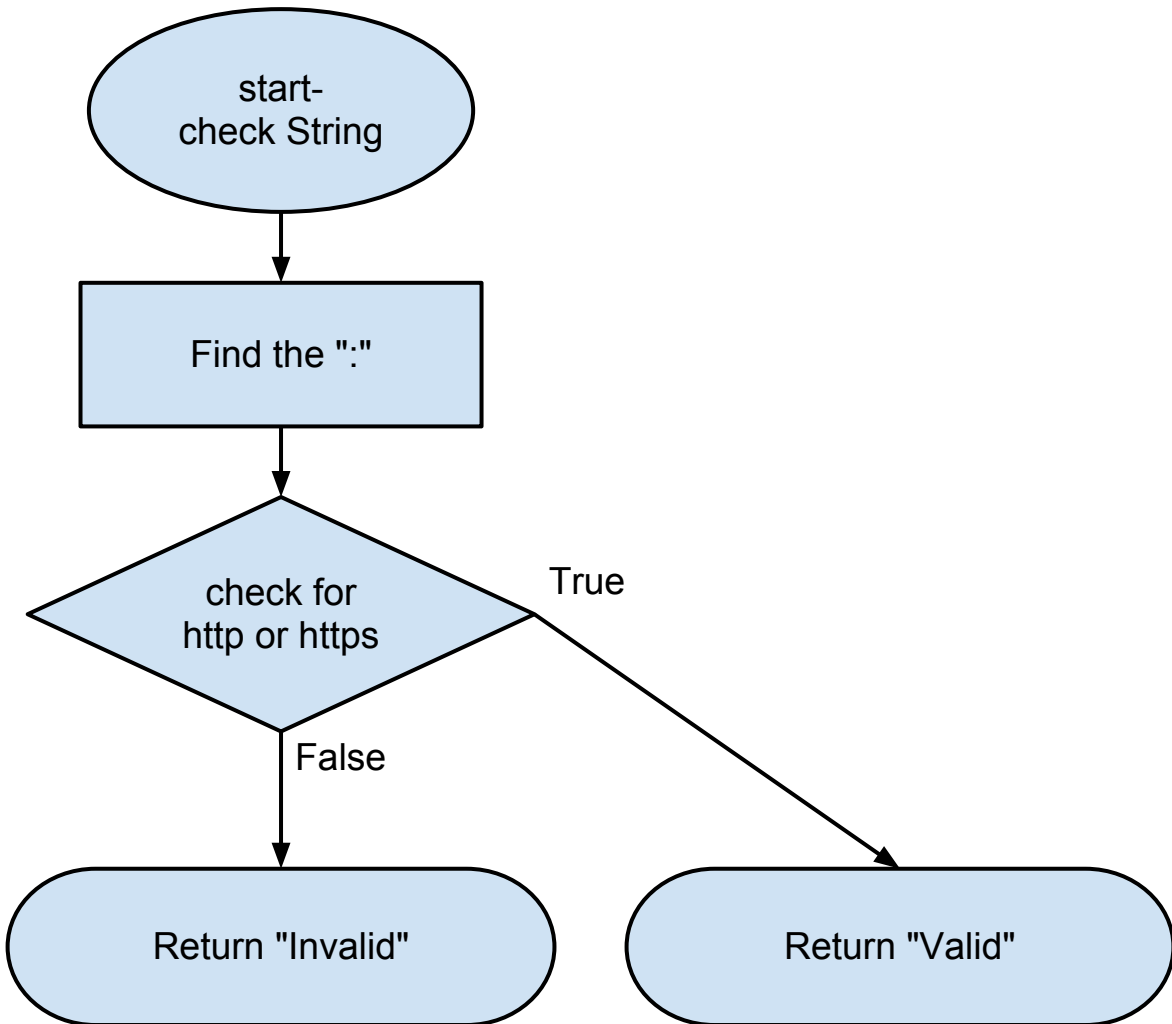 start-
check String
Find the ":"
check for
http or https
True
False
Return "Invalid"
Return "Valid"